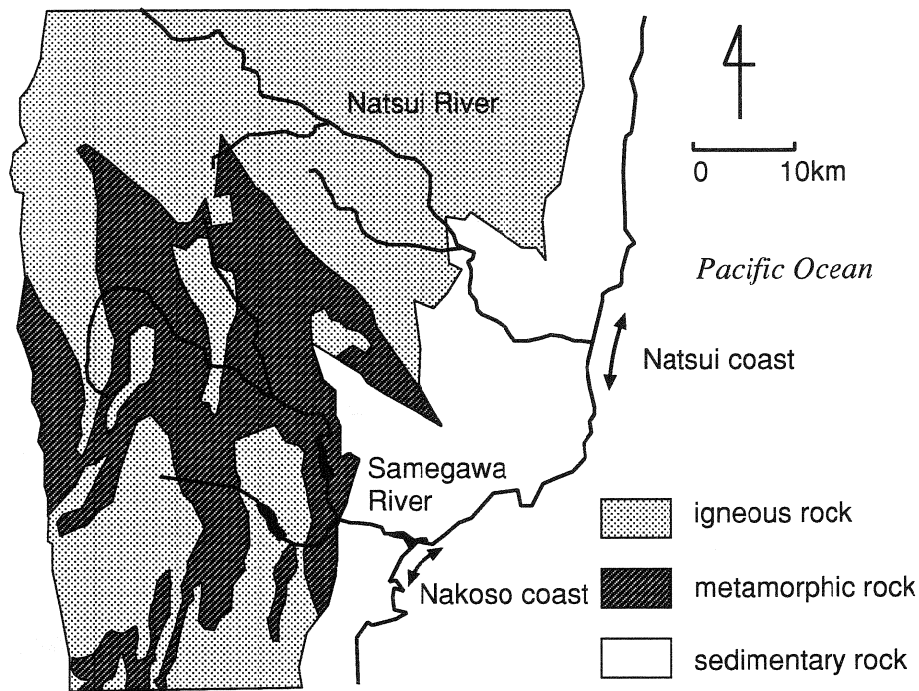 Natsui River
0 10km
Pacific Ocean
Natsui coast
Samegawa
River
Nakoso coast
igneous rock
metamorphic rock
sedimentary rock